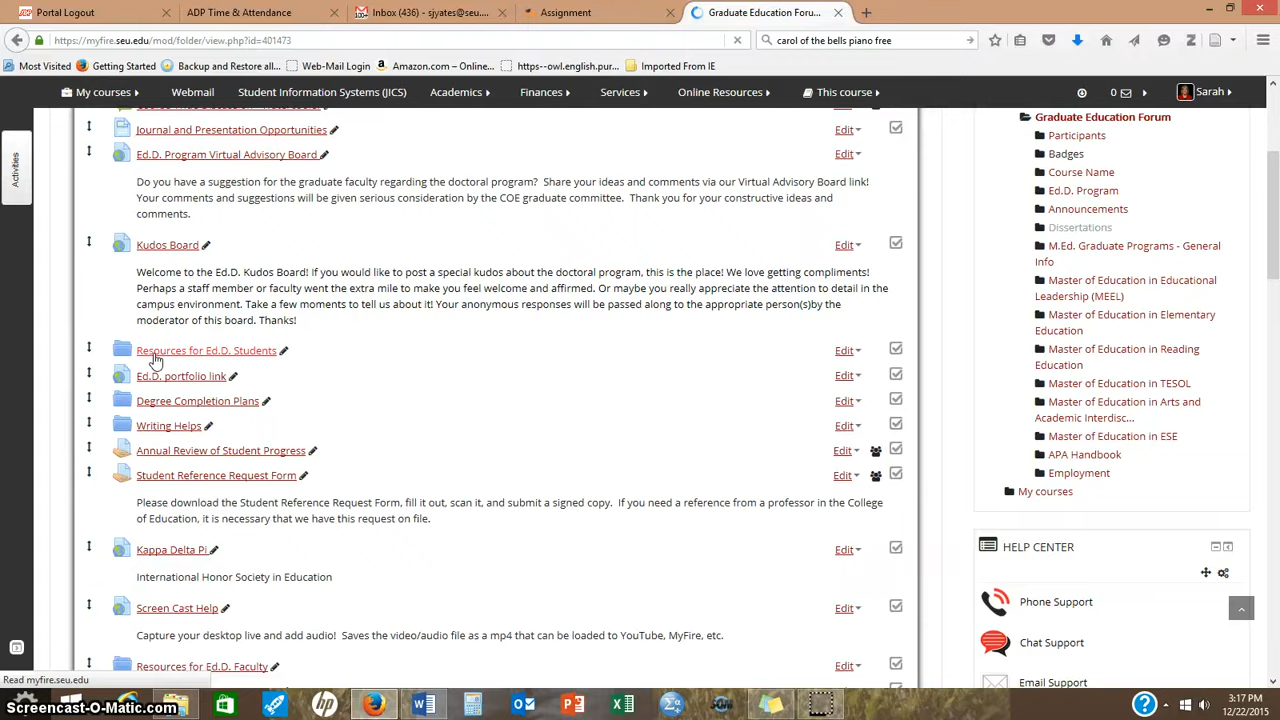 Portal Logout
ADP Time & Attendance
Inbox (436) - sjyates@seu....
Assignment
Graduate Education Forum...
https://myfire.seu.edu/mod/folder/view.php?id=401473
carol of the bells piano free
Most Visited
Getting Started
Backup and Restore all...
Web-Mail Login
Amazon.com – Online...
https--owl.english.pur...
Imported From IE
My courses
Webmail
Student Information Systems (JICS)
Academics
Finances
Services
Online Resources
This course
0
Sarah
Activities
Journal and Presentation Opportunities
Edit
Ed.D. Program Virtual Advisory Board
Edit
Do you have a suggestion for the graduate faculty regarding the doctoral program? Share your ideas and comments via our Virtual Advisory Board link!
Your comments and suggestions will be given serious consideration by the COE graduate committee. Thank you for your constructive ideas and
comments.
Kudos Board
Edit
Welcome to the Ed.D. Kudos Board! If you would like to post a special kudos about the doctoral program, this is the place! We love getting compliments!
Perhaps a staff member or faculty went the extra mile to make you feel welcome and affirmed. Or maybe you really appreciate the attention to detail in the
campus environment. Take a few moments to tell us about it! Your anonymous responses will be passed along to the appropriate person(s)by the
moderator of this board. Thanks!
Resources for Ed.D. Students
Edit
Ed.D. portfolio link
Edit
Degree Completion Plans
Edit
Writing Helps
Edit
Annual Review of Student Progress
Edit
Student Reference Request Form
Edit
Please download the Student Reference Request Form, fill it out, scan it, and submit a signed copy. If you need a reference from a professor in the College
of Education, it is necessary that we have this request on file.
Kappa Delta Pi
Edit
International Honor Society in Education
Screen Cast Help
Edit
Capture your desktop live and add audio! Saves the video/audio file as a mp4 that can be loaded to YouTube, MyFire, etc.
Resources for Ed.D. Faculty
Edit
Graduate Education Forum
Participants
Badges
Course Name
Ed.D. Program
Announcements
Dissertations
M.Ed. Graduate Programs - General
Info
Master of Education in Educational
Leadership (MEEL)
Master of Education in Elementary
Education
Master of Education in Reading
Education
Master of Education in TESOL
Master of Education in Arts and
Academic Interdisc...
Master of Education in ESE
APA Handbook
Employment
My courses
HELP CENTER
Phone Support
Chat Support
Email Support
Read myfire.seu.edu
Screencast-O-Matic.com
3:17 PM
12/22/2015